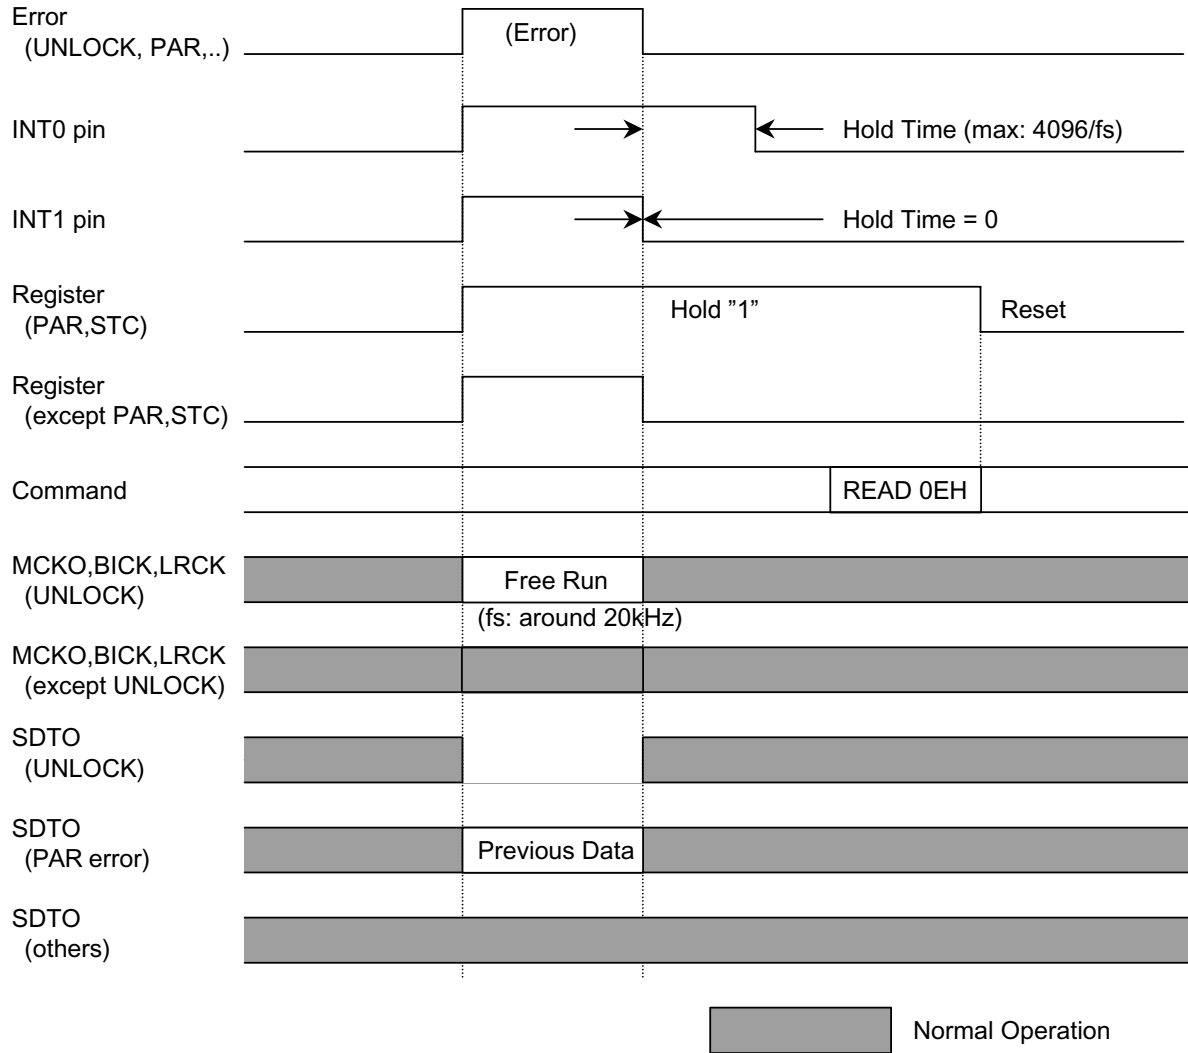 Error
(UNLOCK, PAR,..)
(Error)
INT0 pin
Hold Time (max: 4096/fs)
INT1 pin
Hold Time = 0
Register
(PAR,STC)
Hold ”1”
Reset
Register
(except PAR,STC)
Command
READ 0EH
MCKO,BICK,LRCK
(UNLOCK)
Free Run
(fs: around 20kHz)
MCKO,BICK,LRCK
(except UNLOCK)
SDTO
(UNLOCK)
SDTO
(PAR error)
Previous Data
SDTO
(others)
Normal Operation